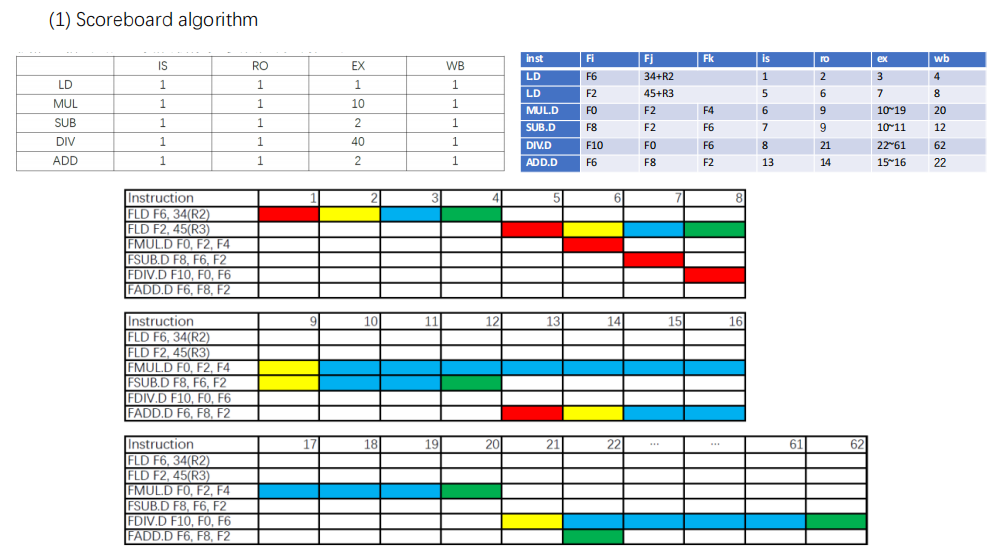 (1) Scoreboard algorithm
IS RO EX WB
LD 1 1 1 1
MUL 1 1 10 1
SUB 1 1 2 1
DIV 1 1 40 1
ADD 1 1 2 1
inst Fi Fj Fk is ro ex wb
LD F6 34+R2 1 2 3 4
LD F2 45+R3 5 6 7 8
MUL.D F0 F2 F4 6 9 10~19 20
SUB.D F8 F2 F6 7 9 10~11 12
DIV.D F10 F0 F6 8 21 22~61 62
ADD.D F6 F8 F2 13 14 15~16 22
Instruction 1 2 3 4 5 6 7 8
FLD F6, 34(R2)
FLD F2, 45(R3)
FMUL.D F0, F2, F4
FSUB.D F8, F6, F2
FDIV.D F10, F0, F6
FADD.D F6, F8, F2
Instruction 9 10 11 12 13 14 15 16
FLD F6, 34(R2)
FLD F2, 45(R3)
FMUL.D F0, F2, F4
FSUB.D F8, F6, F2
FDIV.D F10, F0, F6
FADD.D F6, F8, F2
Instruction 17 18 19 20 21 22 ... ... 61 62
FLD F6, 34(R2)
FLD F2, 45(R3)
FMUL.D F0, F2, F4
FSUB.D F8, F6, F2
FDIV.D F10, F0, F6
FADD.D F6, F8, F2